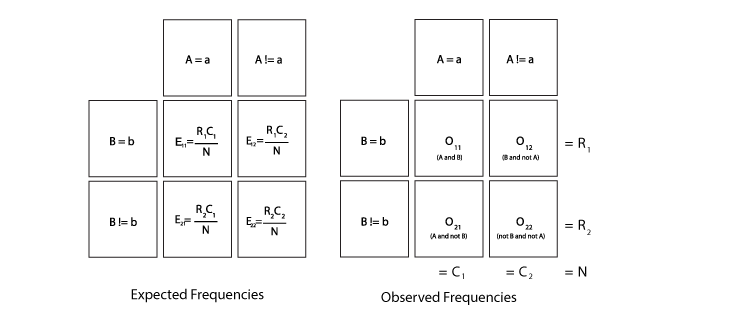 A = a
A != a
B = b
E₁₁= R₁C₁ / N
E₁₂= R₁C₂ / N
B != b
E₂₁= R₂C₁ / N
E₂₂= R₂C₂ / N
Expected Frequencies
A = a
A != a
B = b
O₁₁
(A and B)
O₁₂
(B and not A)
= R₁
B != b
O₂₁
(A and not B)
O₂₂
(not B and not A)
= R₂
= C₁
= C₂
= N
Observed Frequencies